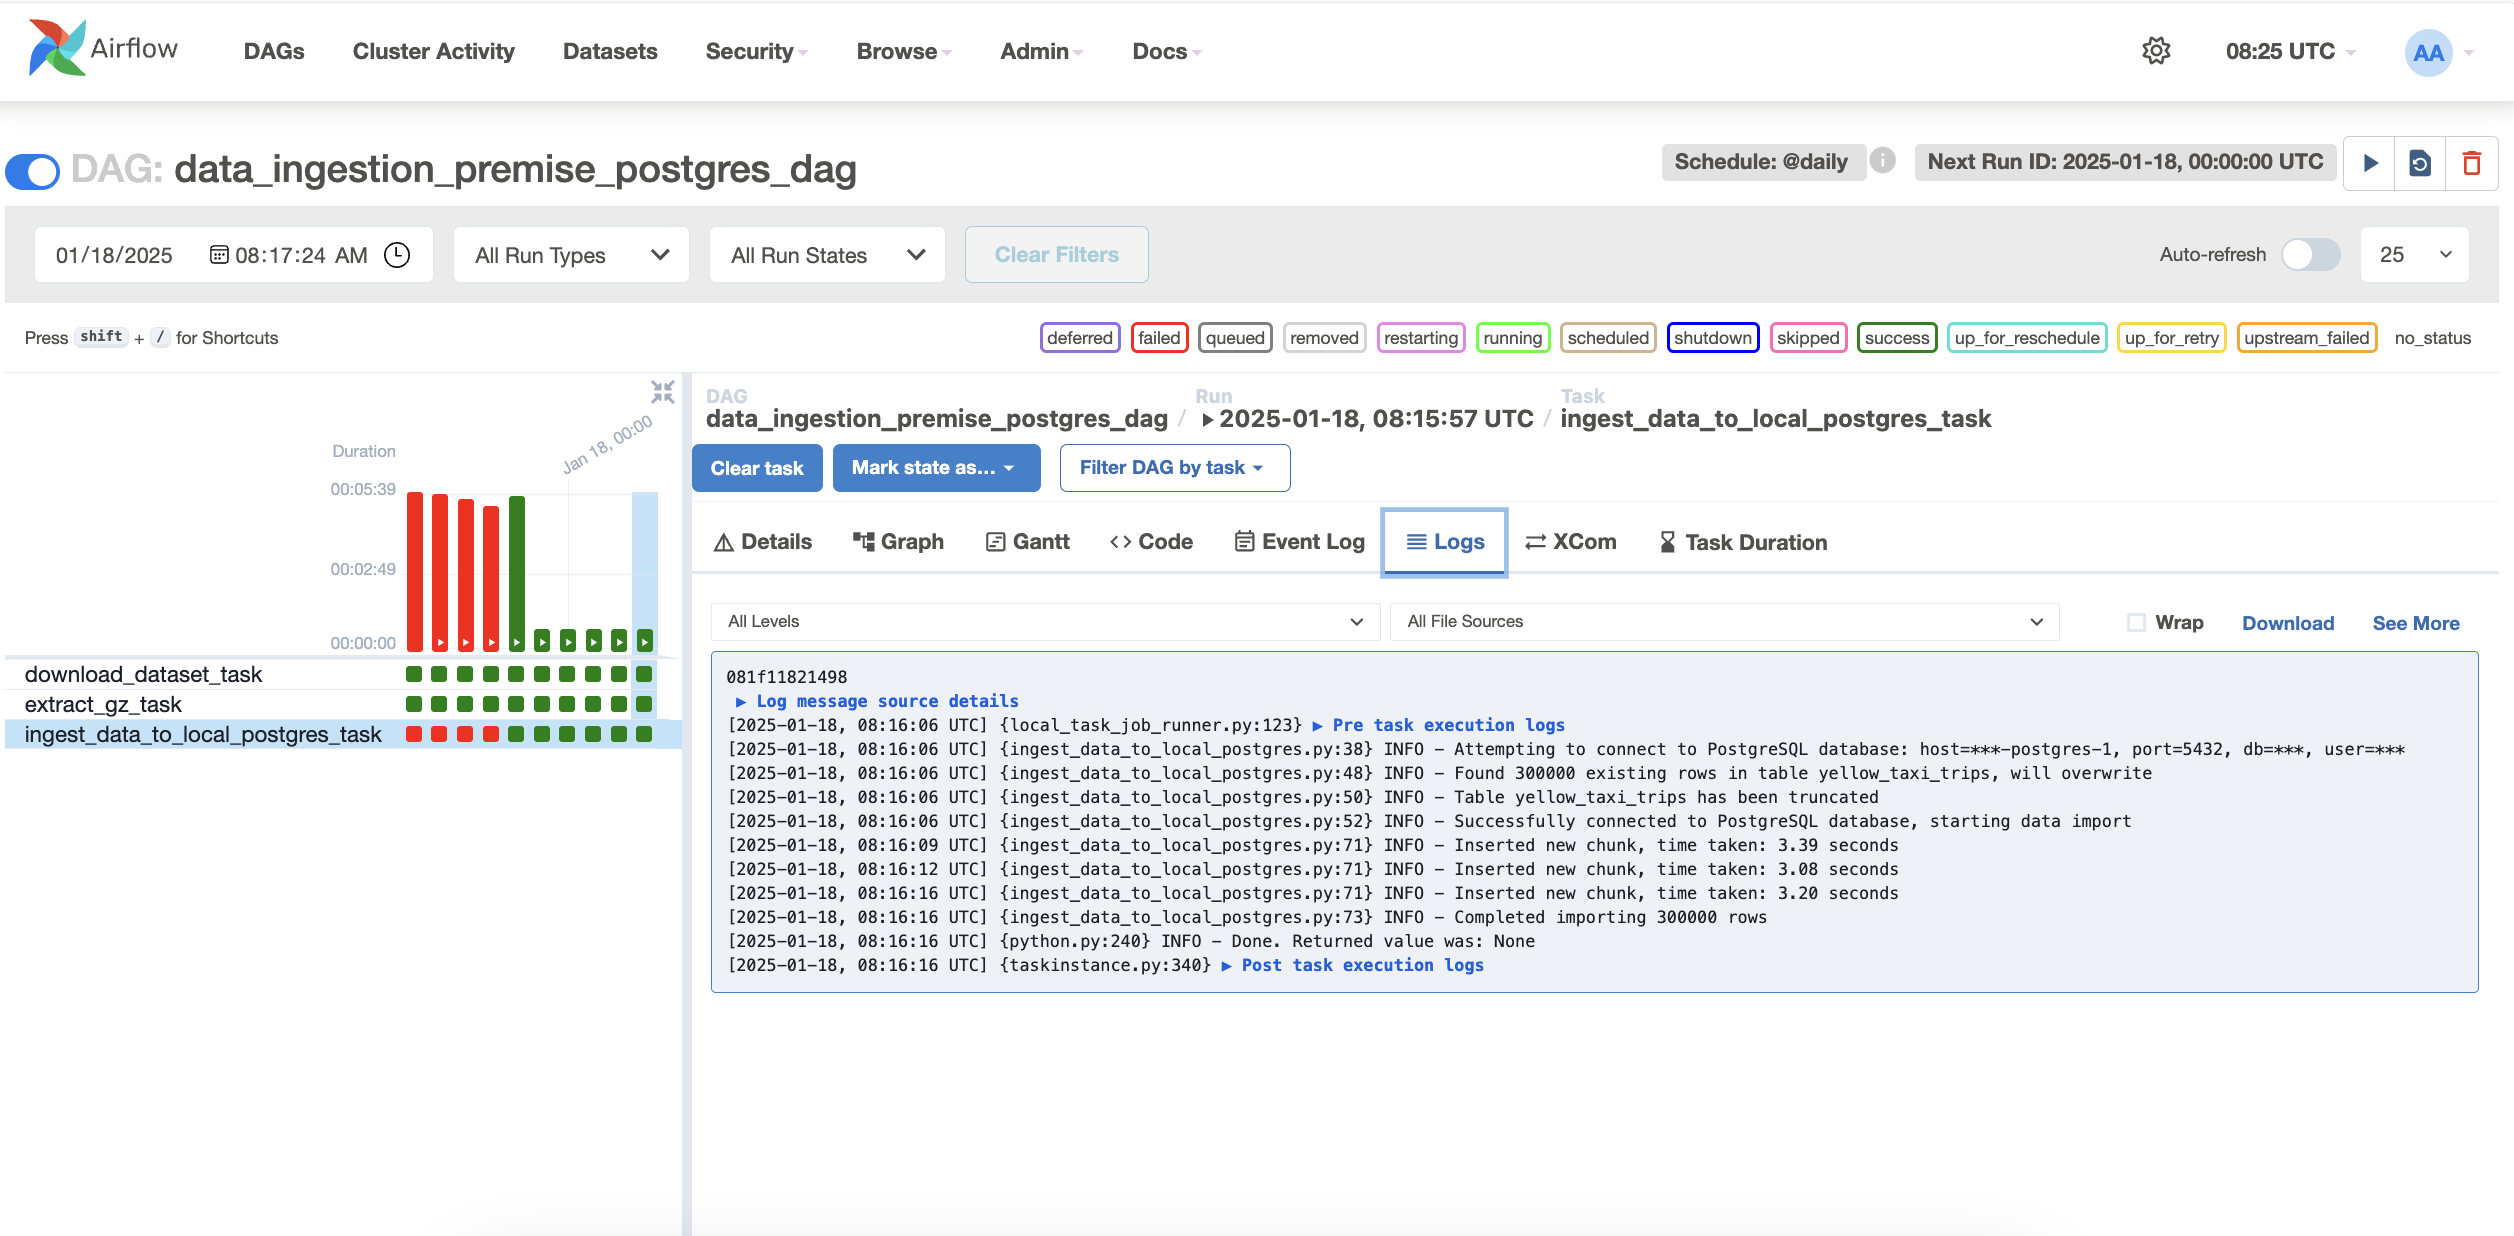 Airflow
DAGs Cluster Activity Datasets Security Browse Admin Docs 08:25 UTC AA
DAG: data_ingestion_premise_postgres_dag
Schedule: @daily Next Run ID: 2025-01-18, 00:00:00 UTC
01/18/2025 08:17:24 AM All Run Types All Run States Clear Filters Auto-refresh 25
Press shift + / for Shortcuts
deferred failed queued removed restarting running scheduled shutdown skipped success up_for_reschedule up_for_retry upstream_failed no_status
Duration
Jan 18, 00:00
00:05:39
00:02:49
00:00:00
download_dataset_task
extract_gz_task
ingest_data_to_local_postgres_task
DAG Run Task
data_ingestion_premise_postgres_dag / ▶ 2025-01-18, 08:15:57 UTC / ingest_data_to_local_postgres_task
Clear task Mark state as... Filter DAG by task
Details Graph Gantt Code Event Log Logs XCom Task Duration
All Levels All File Sources Wrap Download See More
081f11821498
▶ Log message source details
[2025-01-18, 08:16:06 UTC] {local_task_job_runner.py:123} ▶ Pre task execution logs
[2025-01-18, 08:16:06 UTC] {ingest_data_to_local_postgres.py:38} INFO - Attempting to connect to PostgreSQL database: host=***-postgres-1, port=5432, db=***, user=***
[2025-01-18, 08:16:06 UTC] {ingest_data_to_local_postgres.py:48} INFO - Found 300000 existing rows in table yellow_taxi_trips, will overwrite
[2025-01-18, 08:16:06 UTC] {ingest_data_to_local_postgres.py:50} INFO - Table yellow_taxi_trips has been truncated
[2025-01-18, 08:16:06 UTC] {ingest_data_to_local_postgres.py:52} INFO - Successfully connected to PostgreSQL database, starting data import
[2025-01-18, 08:16:09 UTC] {ingest_data_to_local_postgres.py:71} INFO - Inserted new chunk, time taken: 3.39 seconds
[2025-01-18, 08:16:12 UTC] {ingest_data_to_local_postgres.py:71} INFO - Inserted new chunk, time taken: 3.08 seconds
[2025-01-18, 08:16:16 UTC] {ingest_data_to_local_postgres.py:71} INFO - Inserted new chunk, time taken: 3.20 seconds
[2025-01-18, 08:16:16 UTC] {ingest_data_to_local_postgres.py:73} INFO - Completed importing 300000 rows
[2025-01-18, 08:16:16 UTC] {python.py:240} INFO - Done. Returned value was: None
[2025-01-18, 08:16:16 UTC] {taskinstance.py:340} ▶ Post task execution logs